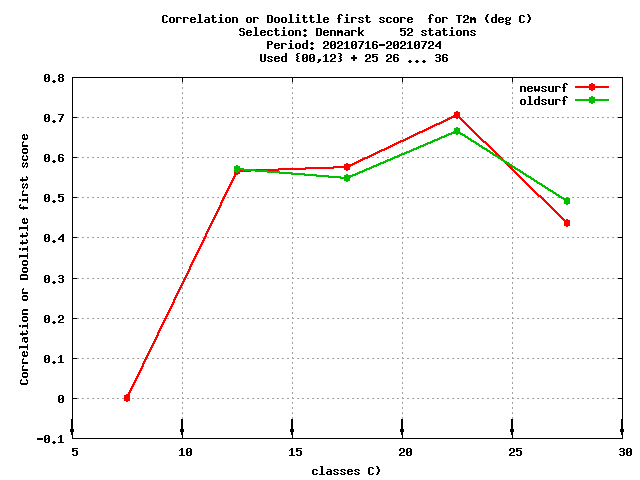 Correlation or Doolittle first score  for T2m (deg C)
Selection: Denmark     52 stations
Period: 20210716-20210724
Used {00,12} + 25 26 ... 36
newsurf
oldsurf
Correlation or Doolittle first score
0.8
0.7
0.6
0.5
0.4
0.3
0.2
0.1
0
-0.1
5 10 15 20 25 30
classes C)